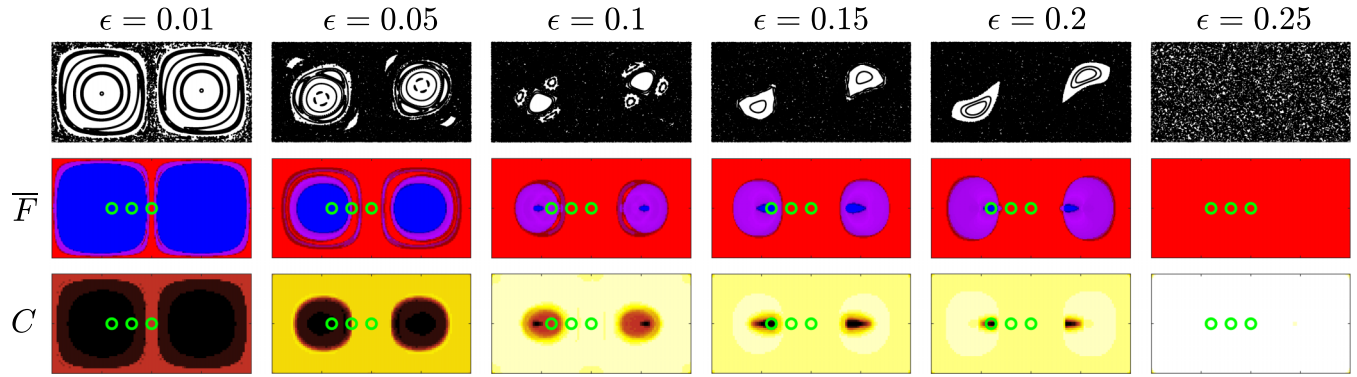 ϵ = 0.01 ϵ = 0.05 ϵ = 0.1 ϵ = 0.15 ϵ = 0.2 ϵ = 0.25
F̅
C